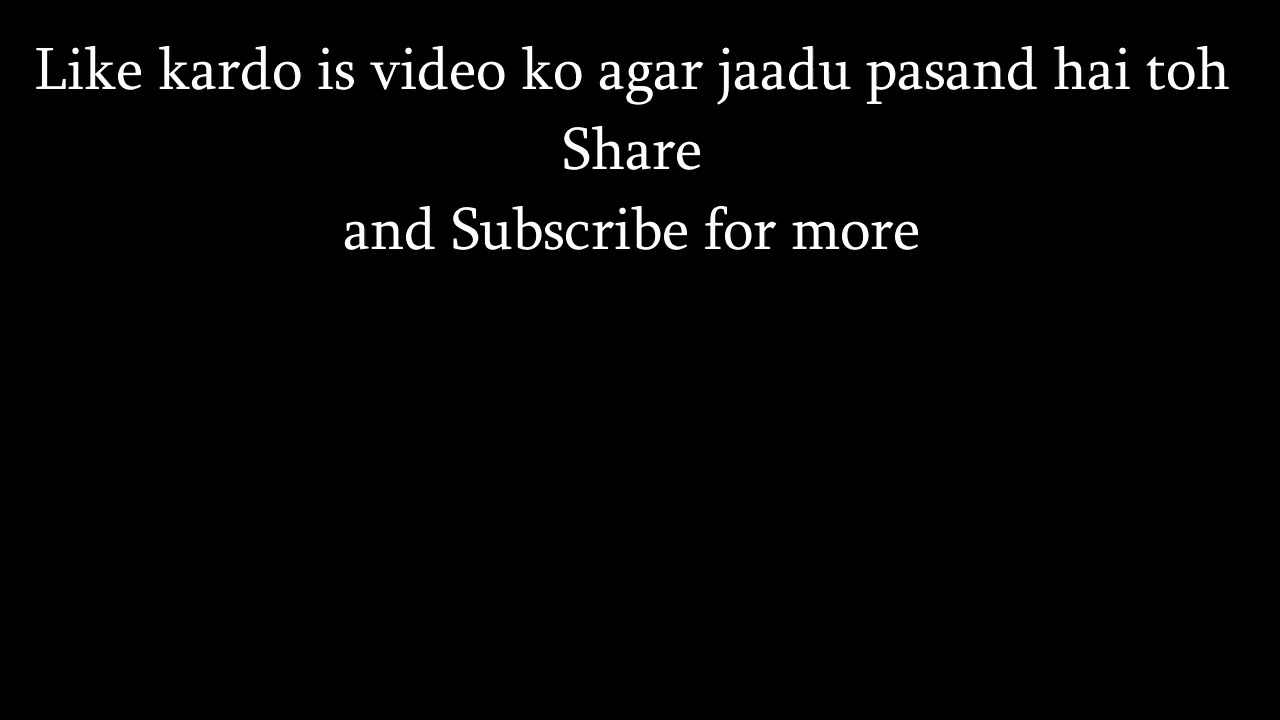 Like kardo is video ko agar jaadu pasand hai toh
Share
and Subscribe for more